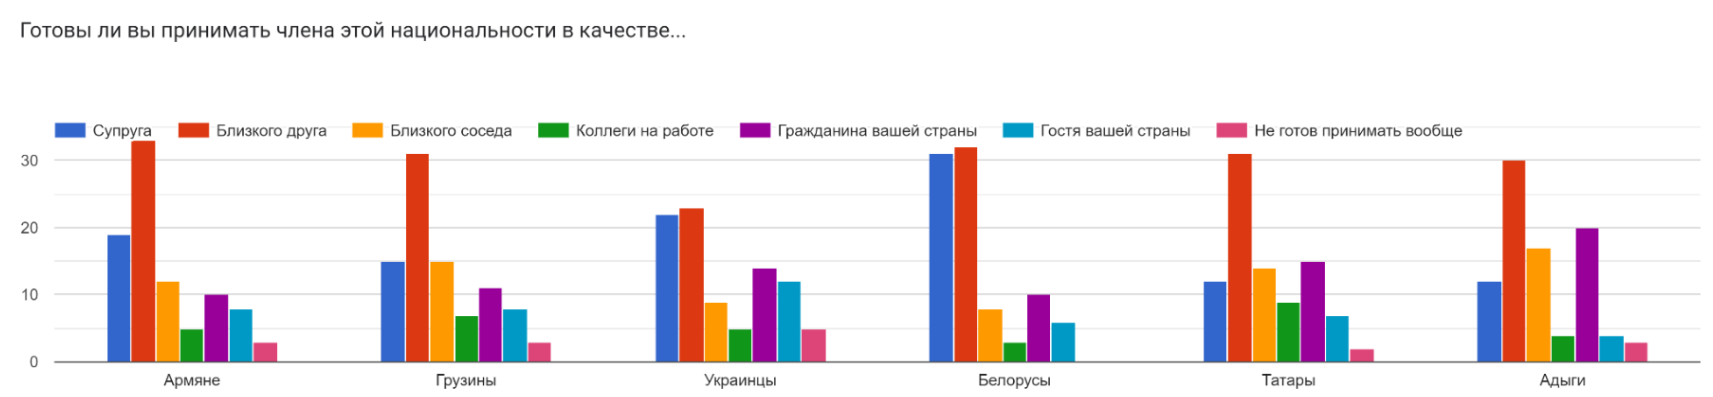 Готовы ли вы принимать члена этой национальности в качестве...
Супруга Близкого друга Близкого соседа Коллеги на работе Гражданина вашей страны Гостя вашей страны Не готов принимать вообще
30
20
10
0
Армяне Грузины Украинцы Белорусы Татары Адыги